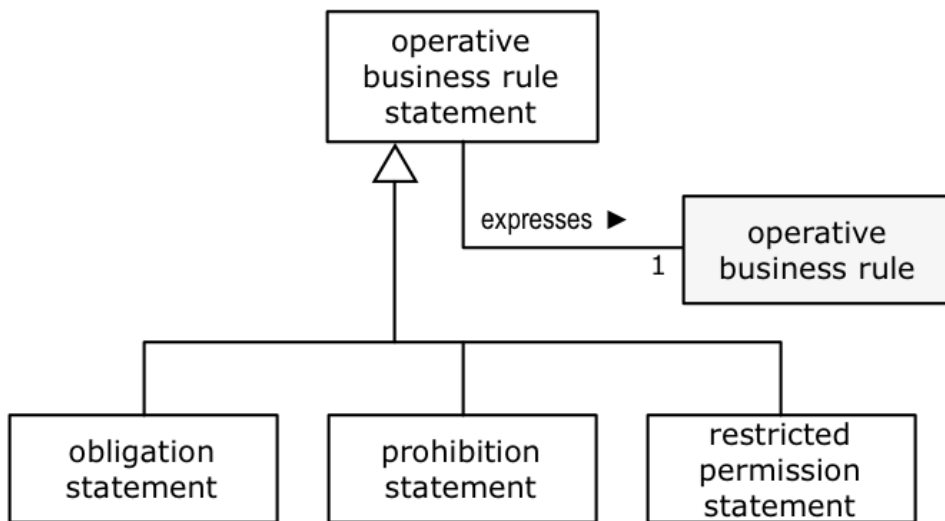 operative
business rule
statement
expresses ►
1
operative
business rule
obligation
statement
prohibition
statement
restricted
permission
statement